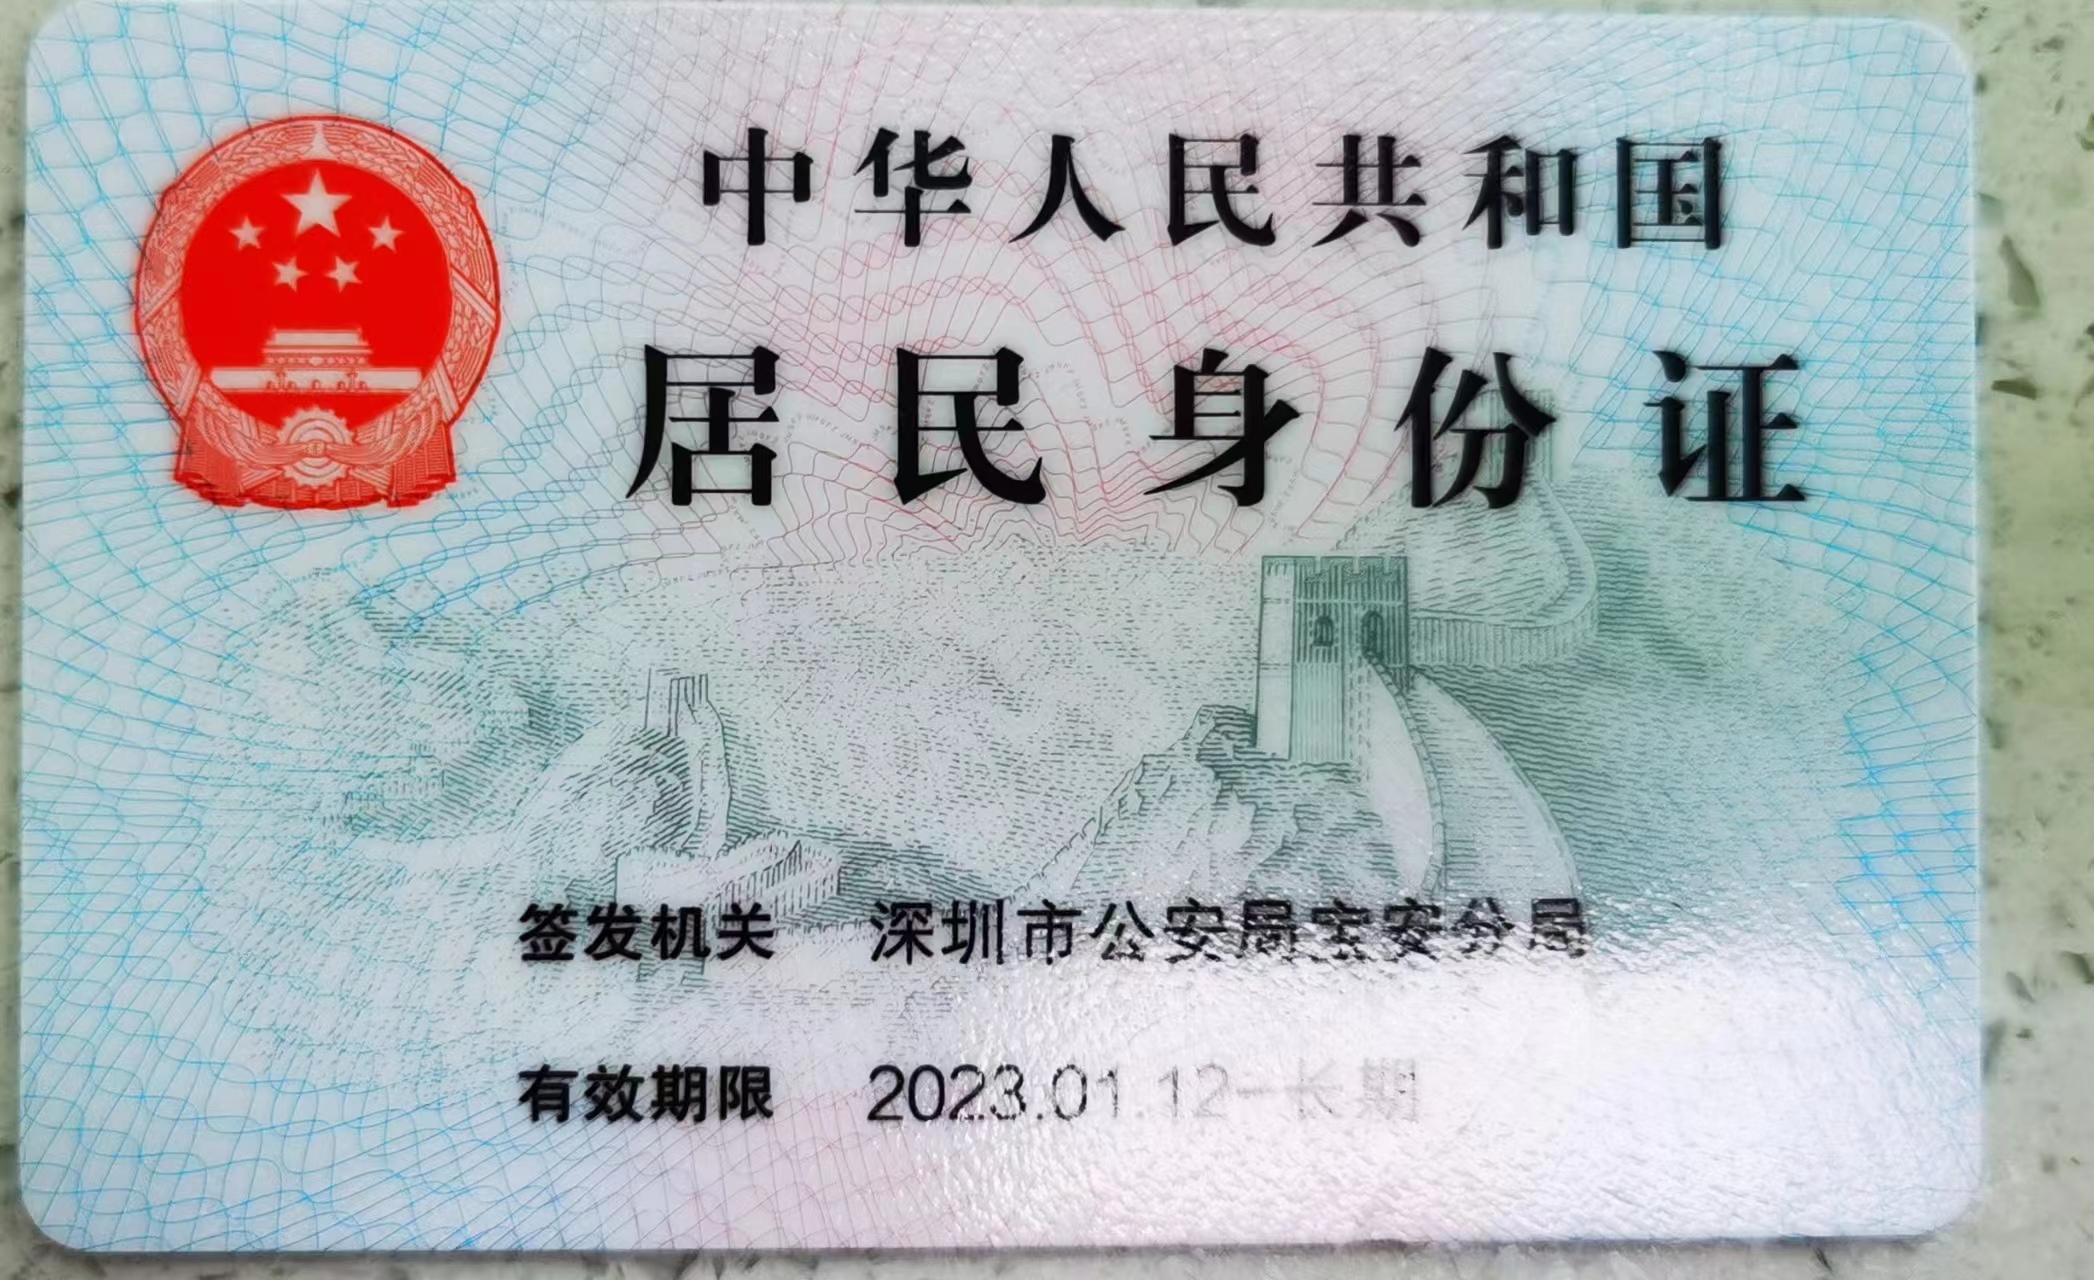 中华人民共和国
居民身份证
签发机关 深圳市公安局宝安分局
有效期限 2023.01.12-长期